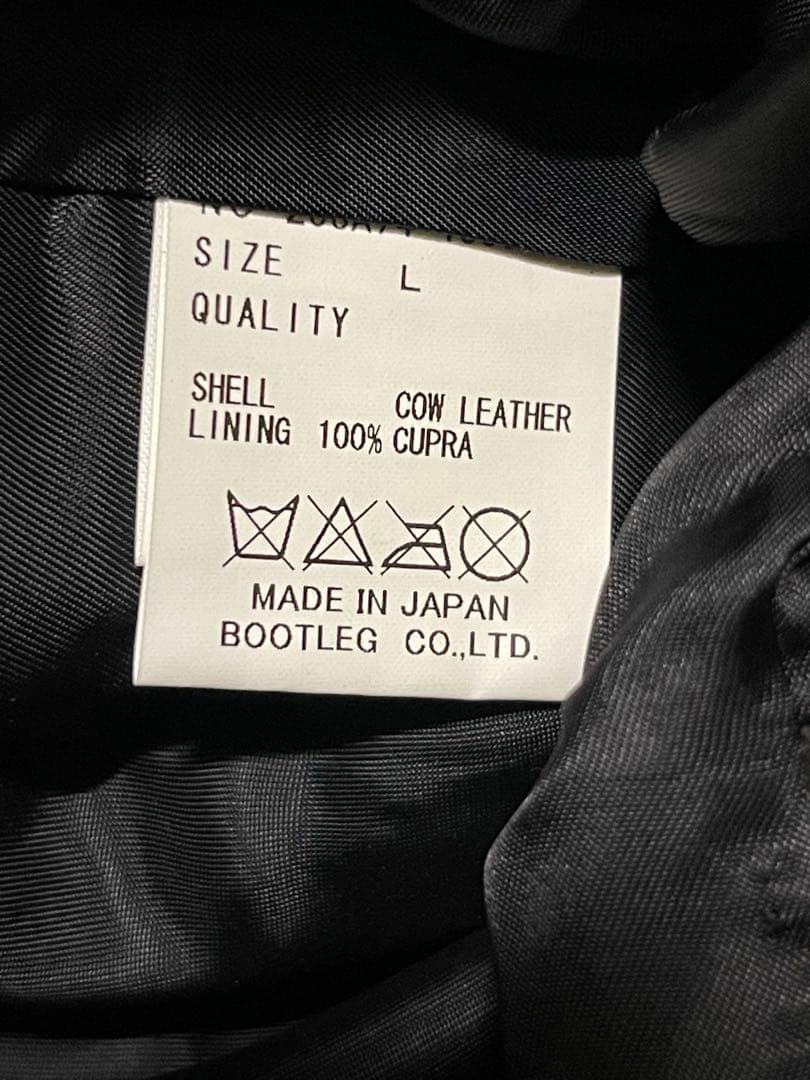 SIZE L
QUALITY
SHELL COW LEATHER
LINING 100% CUPRA
MADE IN JAPAN
BOOTLEG CO.,LTD.